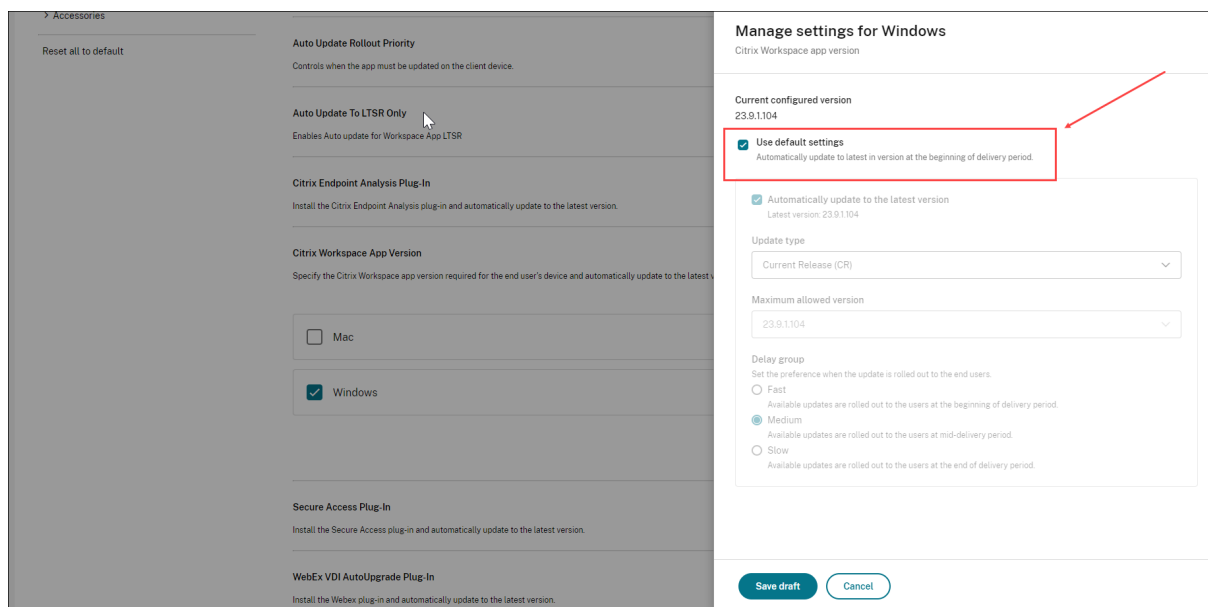 Accessories
Reset all to default
Auto Update Rollout Priority
Controls when the app must be updated on the client device.
Auto Update To LTSR Only
Enables Auto update for Workspace App LTSR
Citrix Endpoint Analysis Plug-In
Install the Citrix Endpoint Analysis plug-in and automatically update to the latest version.
Citrix Workspace App Version
Specify the Citrix Workspace app version required for the end user's device and automatically update to the latest v
Mac
Windows
Secure Access Plug-In
Install the Secure Access plug-in and automatically update to the latest version.
WebEx VDI AutoUpgrade Plug-In
Install the Webex plug-in and automatically update to the latest version.
Manage settings for Windows
Citrix Workspace app version
Current configured version
23.9.1.104
Use default settings
Automatically update to latest in version at the beginning of delivery period.
Automatically update to the latest version
Latest version: 23.9.1.104
Update type
Current Release (CR)
Maximum allowed version
23.9.1.104
Delay group
Set the preference when the update is rolled out to the end users.
Fast
Available updates are rolled out to the users at the beginning of delivery period.
Medium
Available updates are rolled out to the users at mid-delivery period.
Slow
Available updates are rolled out to the users at the end of delivery period.
Save draft
Cancel